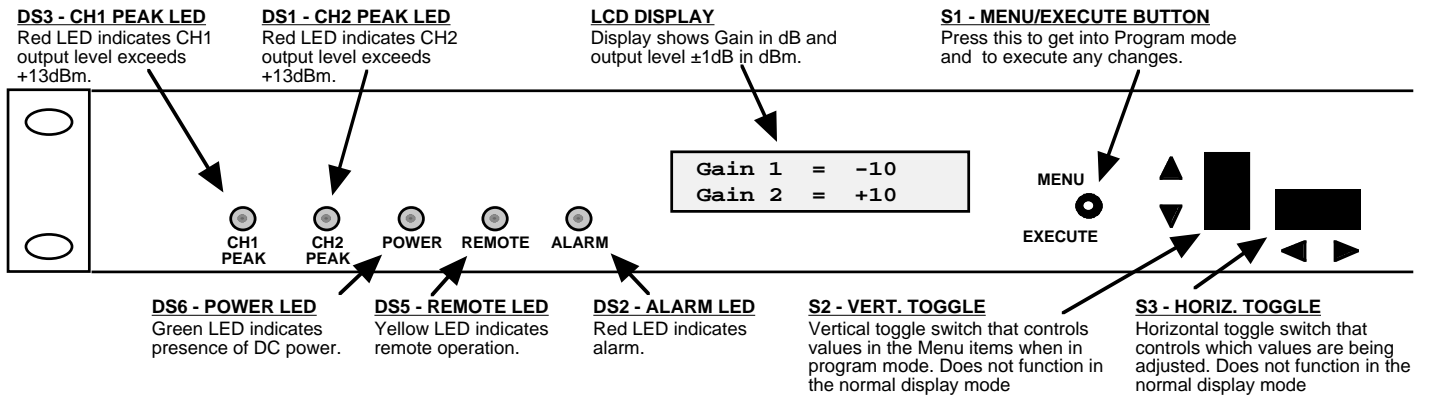 DS3 - CH1 PEAK LED
Red LED indicates CH1
output level exceeds
+13dBm.
DS1 - CH2 PEAK LED
Red LED indicates CH2
output level exceeds
+13dBm.
LCD DISPLAY
Display shows Gain in dB and
output level ±1dB in dBm.
S1 - MENU/EXECUTE BUTTON
Press this to get into Program mode
and to execute any changes.
Gain 1 = -10
Gain 2 = +10
MENU
EXECUTE
CH1
PEAK
CH2
PEAK
POWER
REMOTE
ALARM
DS6 - POWER LED
Green LED indicates
presence of DC power.
DS5 - REMOTE LED
Yellow LED indicates
remote operation.
DS2 - ALARM LED
Red LED indicates
alarm.
S2 - VERT. TOGGLE
Vertical toggle switch that controls
values in the Menu items when in
program mode. Does not function in
the normal display mode
S3 - HORIZ. TOGGLE
Horizontal toggle switch that
controls which values are being
adjusted. Does not function in the
normal display mode